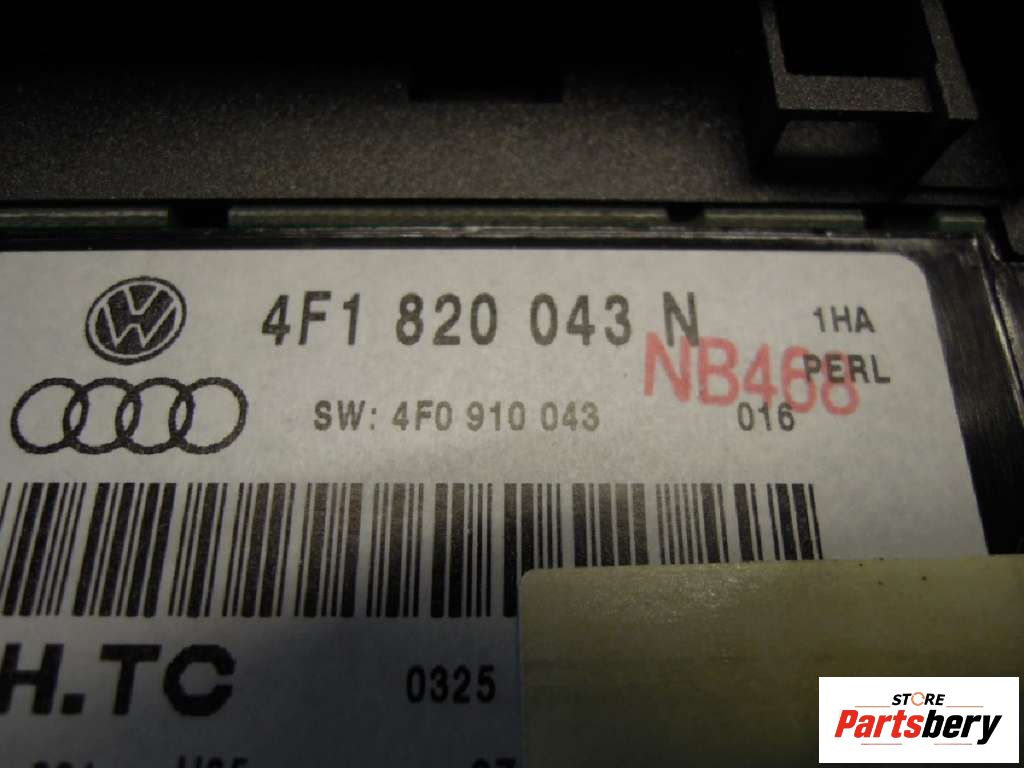 4F1 820 043 N 1HA
NB468 PERL
SW: 4F0 910 043 016
H.TC 0325
STORE
Partsbery